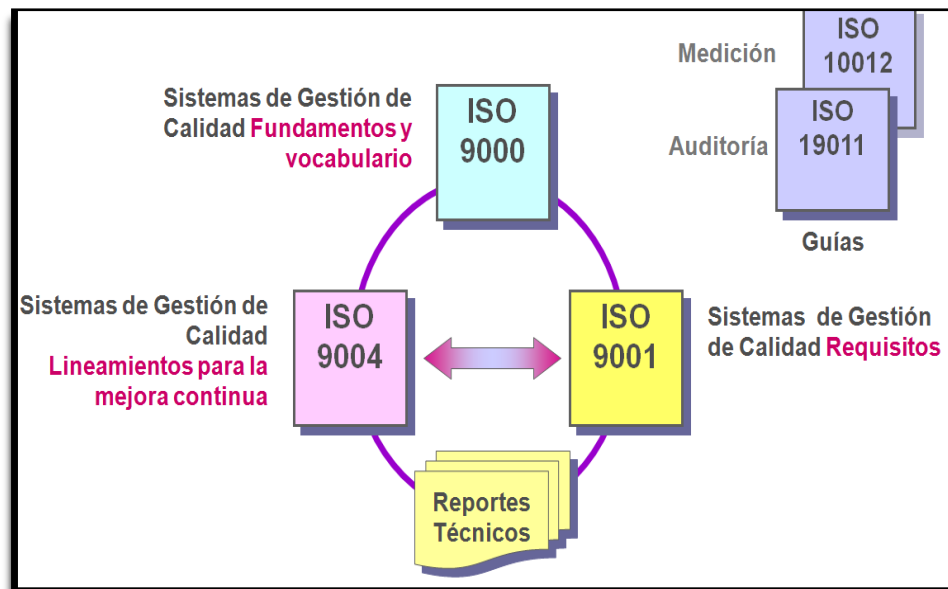 Sistemas de Gestión de
Calidad Fundamentos y
vocabulario
ISO
9000
Medición
ISO
10012
Auditoría
ISO
19011
Guías
Sistemas de Gestión de
Calidad
Lineamientos para la
mejora continua
ISO
9004
ISO
9001
Sistemas de Gestión
de Calidad Requisitos
Reportes
Técnicos